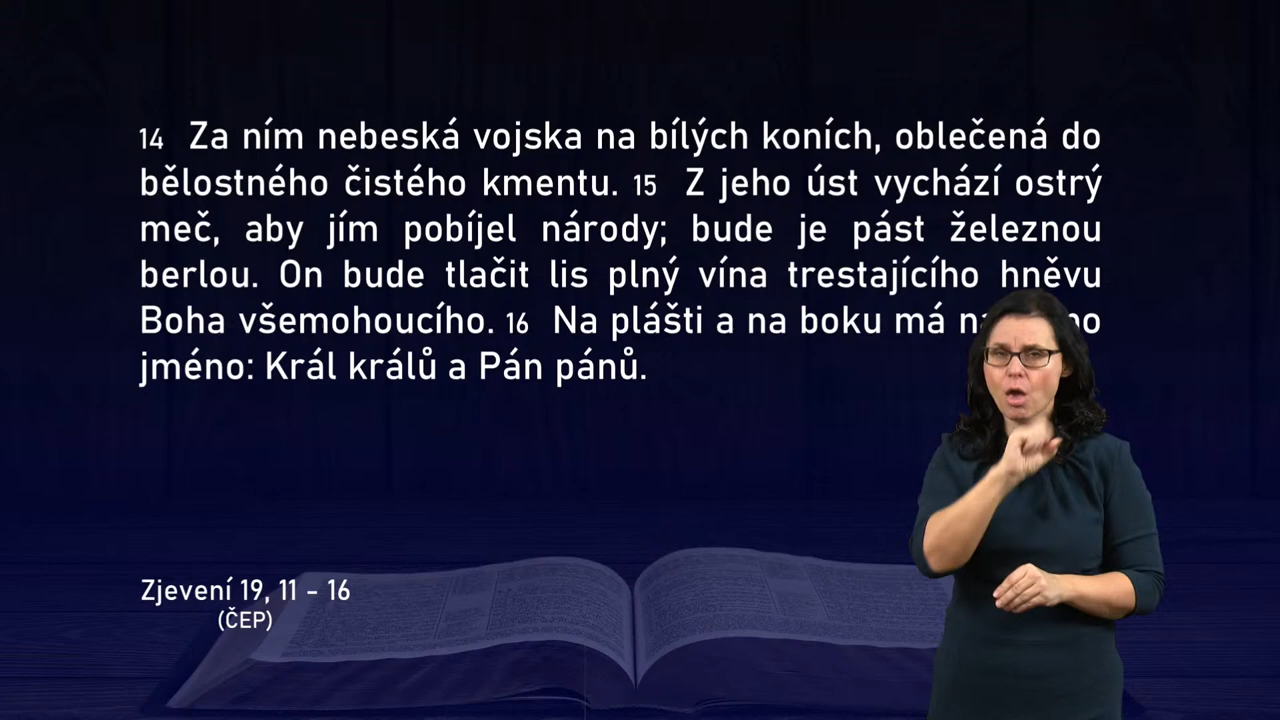 14 Za ním nebeská vojska na bílých koních, oblečená do
bělostného čistého kmentu. 15 Z jeho úst vychází ostrý
meč, aby jím pobíjel národy; bude je pást železnou
berlou. On bude tlačit lis plný vína trestajícího hněvu
Boha všemohoucího. 16 Na plášti a na boku má
jméno: Král králů a Pán pánů.
Zjevení 19, 11 - 16
(ČEP)